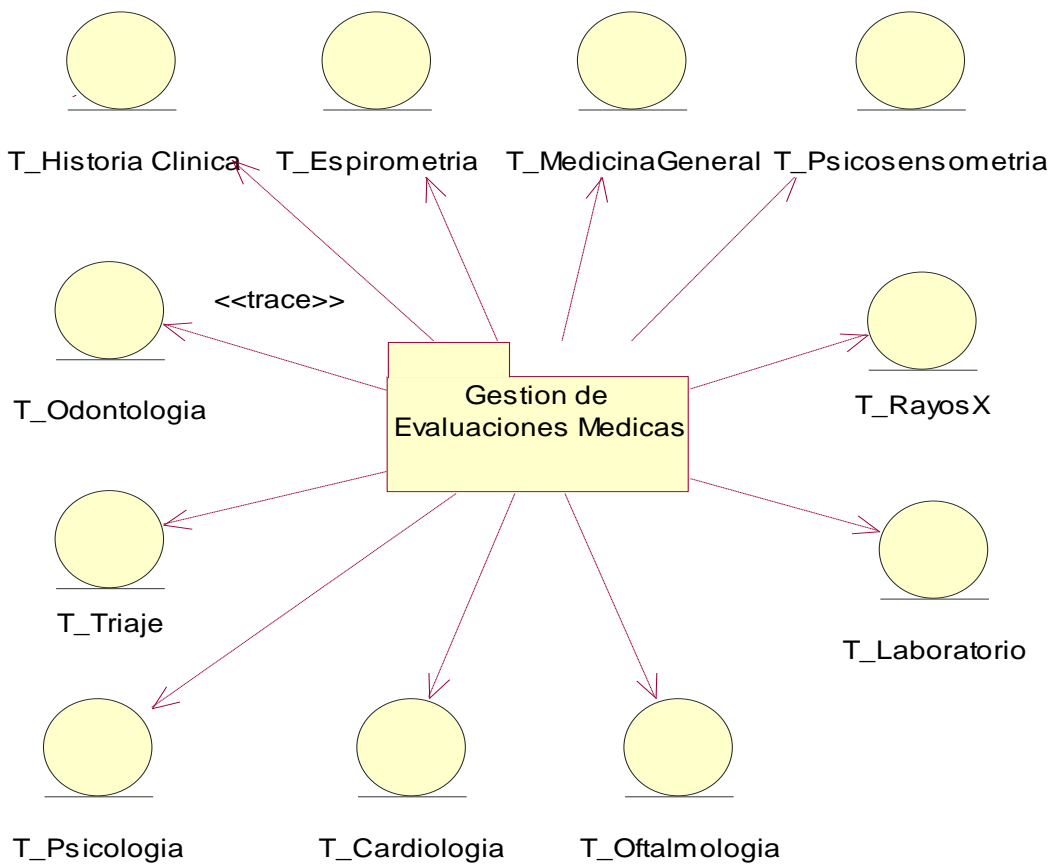 T_Historia Clinica
T_Espirometria
T_MedicinaGeneral
T_Psicosensometria
<<trace>>
T_Odontologia
Gestion de
Evaluaciones Medicas
T_RayosX
T_Triaje
T_Laboratorio
T_Psicologia
T_Cardiologia
T_Oftalmologia